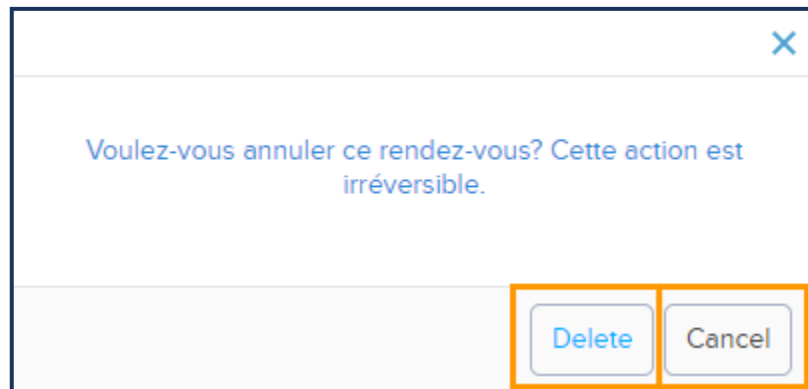 Voulez-vous annuler ce rendez-vous? Cette action est
irréversible.
Delete Cancel